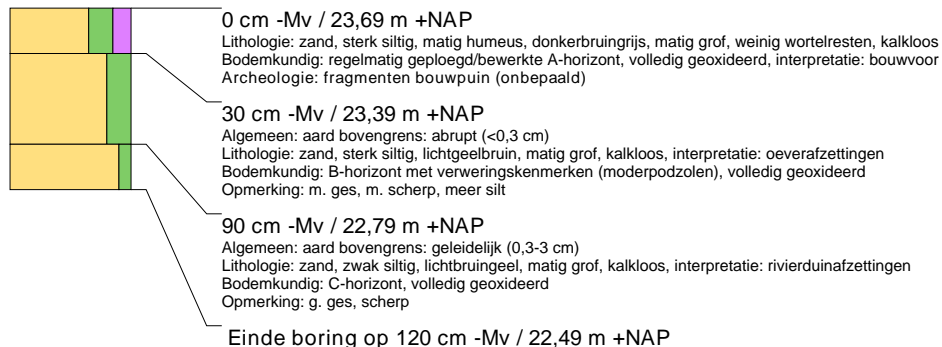 0 cm -Mv / 23,69 m +NAP
Lithologie: zand, sterk siltig, matig humeus, donkerbruingrijs, matig grof, weinig wortelresten, kalkloos
Bodemkundig: regelmatig geploegd/bewerkte A-horizont, volledig geoxideerd, interpretatie: bouwvoor
Archeologie: fragmenten bouwpuin (onbepaald)
30 cm -Mv / 23,39 m +NAP
Algemeen: aard bovengrens: abrupt (<0,3 cm)
Lithologie: zand, sterk siltig, lichtgeelbruin, matig grof, kalkloos, interpretatie: oeverafzettingen
Bodemkundig: B-horizont met verweringskenmerken (moderpodzolen), volledig geoxideerd
Opmerking: m. ges, m. scherp, meer silt
90 cm -Mv / 22,79 m +NAP
Algemeen: aard bovengrens: geleidelijk (0,3-3 cm)
Lithologie: zand, zwak siltig, lichtbruingeel, matig grof, kalkloos, interpretatie: rivierduinafzettingen
Bodemkundig: C-horizont, volledig geoxideerd
Opmerking: g. ges, scherp
Einde boring op 120 cm -Mv / 22,49 m +NAP